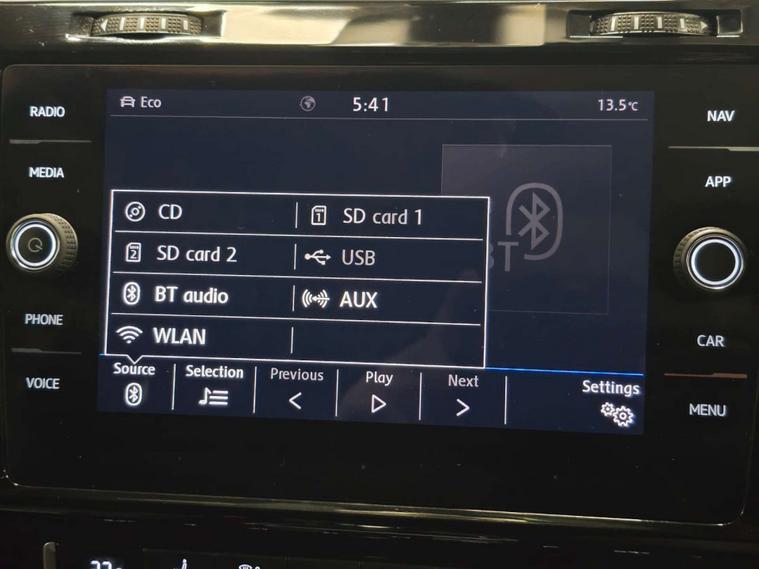 RADIO
MEDIA
PHONE
VOICE
Eco
5:41
13.5°C
BT
CD
SD card 1
SD card 2
USB
BT audio
AUX
WLAN
Source
Selection
Previous
Play
Next
Settings
NAV
APP
CAR
MENU